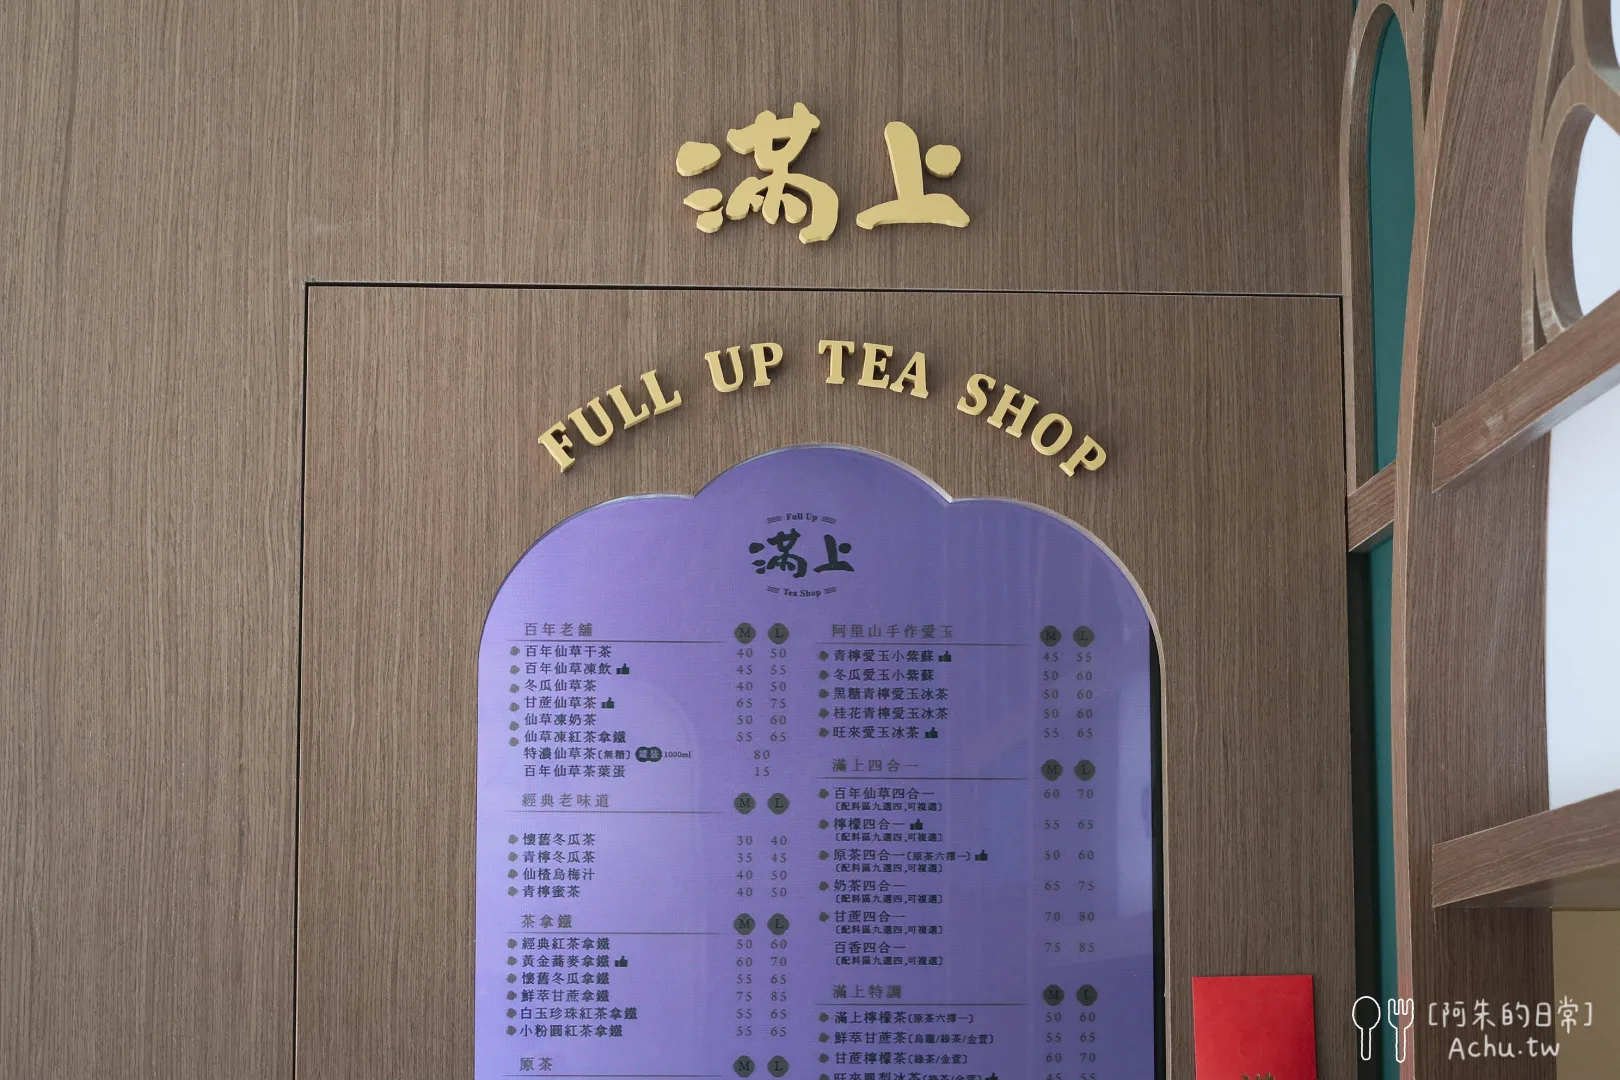 滿上
FULL UP TEA SHOP
Full Up
滿上
Tea Shop
百年老舖 M L
百年仙草干茶 40 50
百年仙草凍飲 45 55
冬瓜仙草茶 40 50
甘蔗仙草茶 65 75
仙草凍奶茶 50 60
仙草凍紅茶拿鐵 55 65
特濃仙草茶(無糖) 罐裝 1000ml 80
百年仙草茶葉蛋 15
經典老味道 M L
懷舊冬瓜茶 30 40
青檸冬瓜茶 35 45
仙楂烏梅汁 40 50
青檸蜜茶 40 50
茶拿鐵 M L
經典紅茶拿鐵 50 60
黃金蕎麥拿鐵 60 70
懷舊冬瓜拿鐵 55 65
鮮萃甘蔗拿鐵 75 85
白玉珍珠紅茶拿鐵 55 65
小粉圓紅茶拿鐵 55 65
原茶 M L
阿里山手作愛玉 M L
青檸愛玉小紫蘇 45 55
冬瓜愛玉小紫蘇 50 60
黑糖青檸愛玉冰茶 50 60
桂花青檸愛玉冰茶 50 60
旺來愛玉冰茶 55 65
滿上四合一 M L
百年仙草四合一 60 70
(配料區九選四,可複選)
檸檬四合一 55 65
(配料區九選四,可複選)
原茶四合一(原茶六擇一) 50 60
(配料區九選四,可複選)
奶茶四合一 65 75
(配料區九選四,可複選)
甘蔗四合一 70 80
(配料區九選四,可複選)
百香四合一 75 85
(配料區九選四,可複選)
滿上特調 M L
滿上檸檬茶(原茶六擇一) 50 60
鮮萃甘蔗茶(烏龍/綠茶/金萱) 55 65
甘蔗檸檬茶(綠茶/金萱) 60 70
旺來鳳梨冰茶(綠茶/金萱) 45 55
[阿朱的日常]
Achu.tw